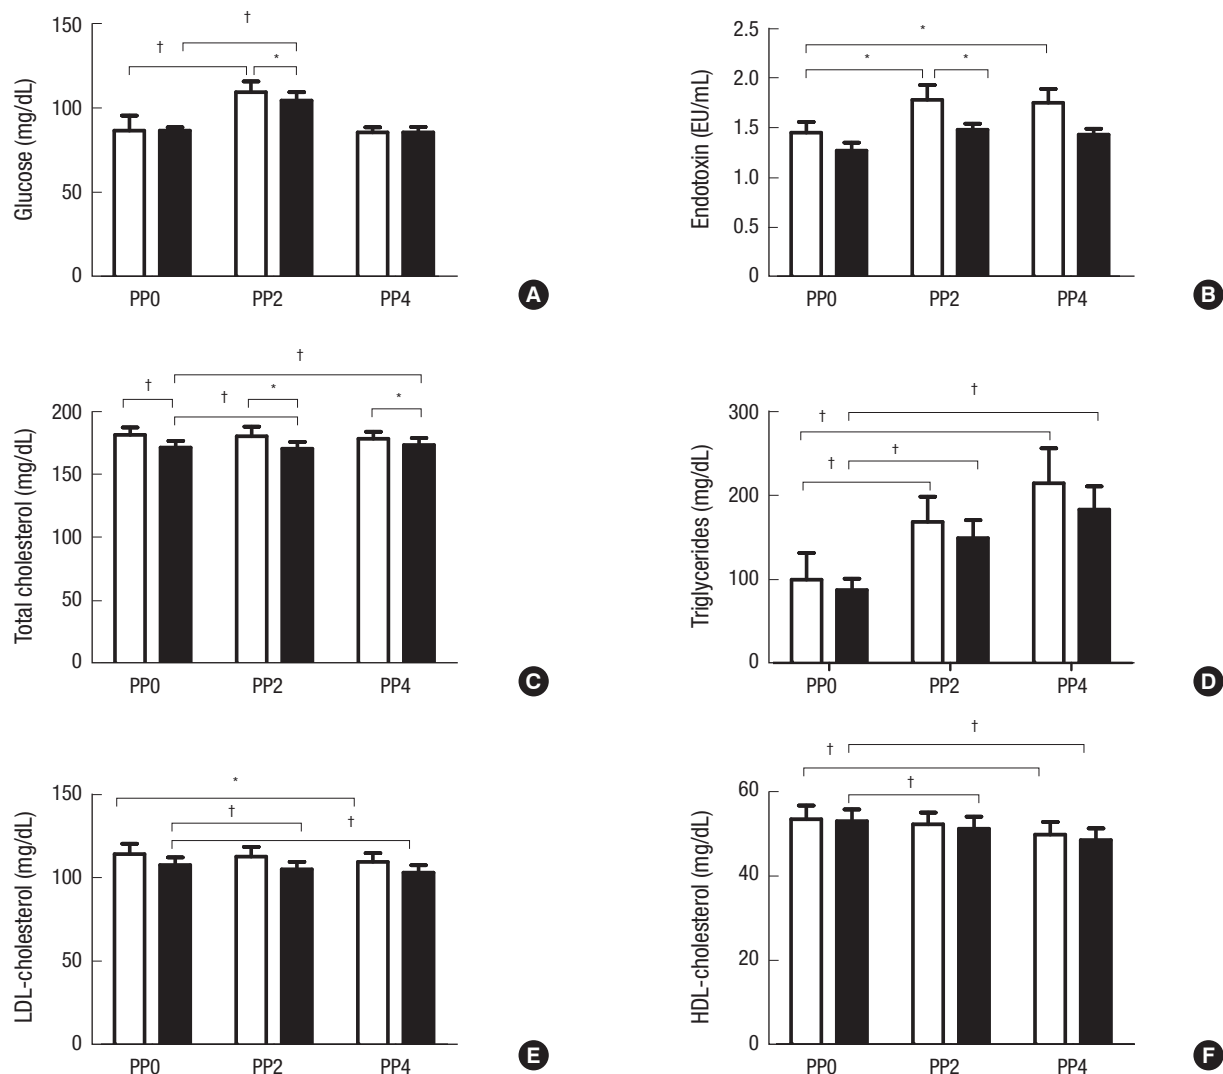 Glucose (mg/dL)
150
100
50
0
†
†
*
PP0 PP2 PP4
A
Endotoxin (EU/mL)
2.5
2.0
1.5
1.0
0.5
0
*
*
*
PP0 PP2 PP4
B
Total cholesterol (mg/dL)
200
150
100
50
0
†
†
†
*
*
PP0 PP2 PP4
C
Triglycerides (mg/dL)
300
200
100
0
†
†
†
†
PP0 PP2 PP4
D
LDL-cholesterol (mg/dL)
150
100
50
0
*
†
†
PP0 PP2 PP4
E
HDL-cholesterol (mg/dL)
60
40
20
0
†
†
†
PP0 PP2 PP4
F